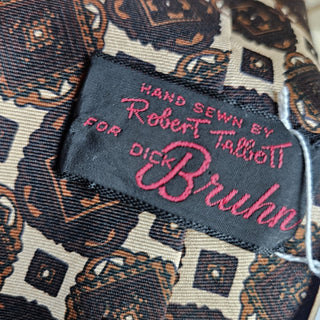 HAND SEWN BY
Robert Talbott
FOR DICK
Bruhn